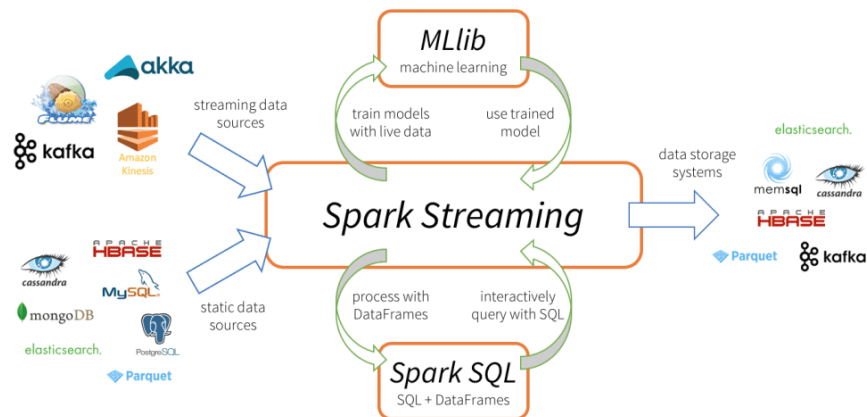 MLlib
machine learning
akka
FLUME
streaming data
sources
train models
with live data
use trained
model
kafka
Amazon
Kinesis
data storage
systems
elasticsearch.
memsql
cassandra
Spark Streaming
APACHE
HBASE
Parquet
kafka
APACHE
HBASE
cassandra
MySQL®
static data
sources
process with
DataFrames
interactively
query with SQL
mongoDB
PostgreSQL
elasticsearch.
Parquet
Spark SQL
SQL + DataFrames